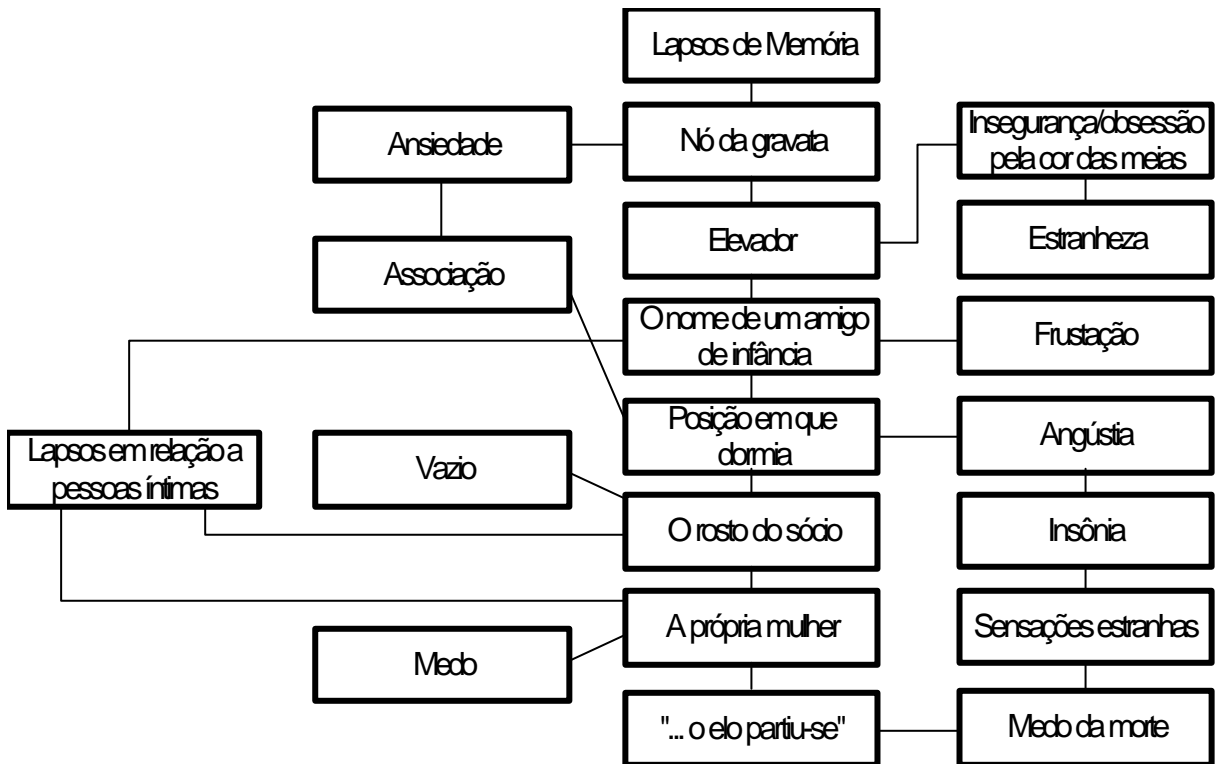 Lapsos de Memória
Ansiedade
Nó da gravata
Insegurança/obsessão
pela cor das meias
Elevador
Estranheza
Associação
O nome de um amigo
de infância
Frustação
Lapsos em relação a
pessoas íntimas
Vazio
Posição em que
dormia
Angústia
O rosto do sócio
Insônia
A própria mulher
Sensações estranhas
Medo
"... o elo partiu-se"
Medo da morte